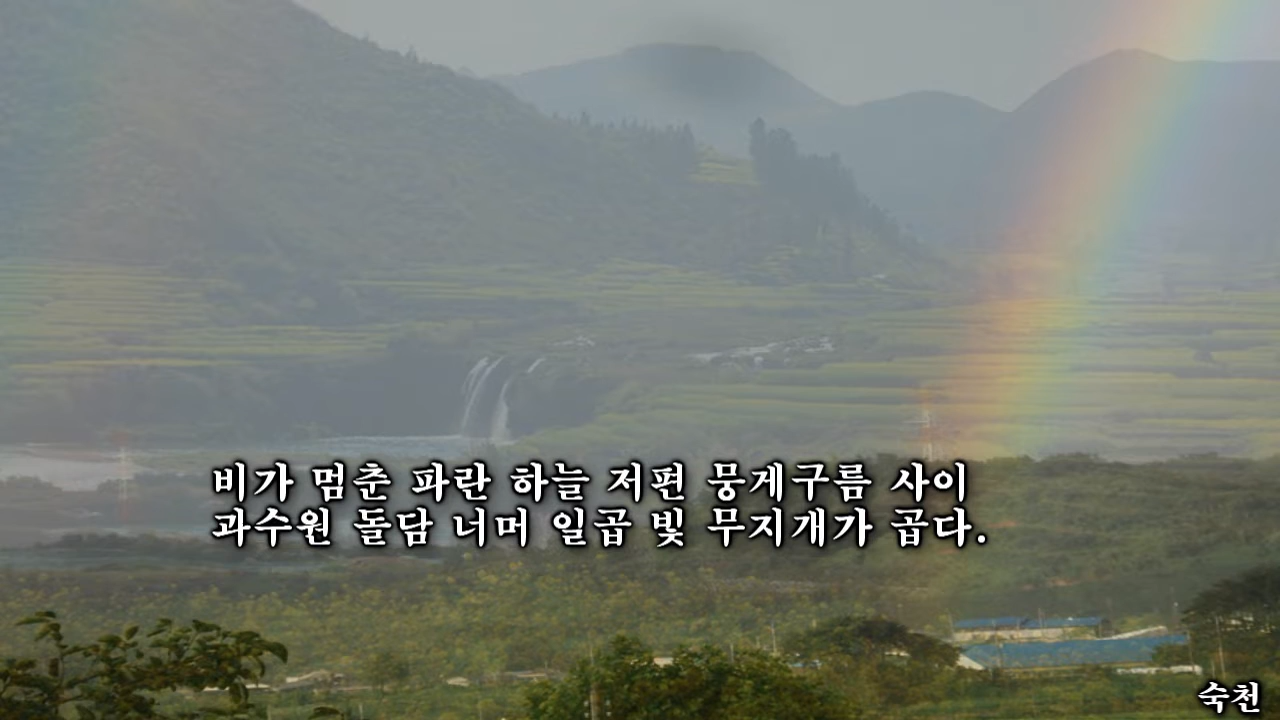 비가 멈춘 파란 하늘 저편 뭉게구름 사이
과수원 돌담 너머 일곱 빛 무지개가 곱다.
숙천